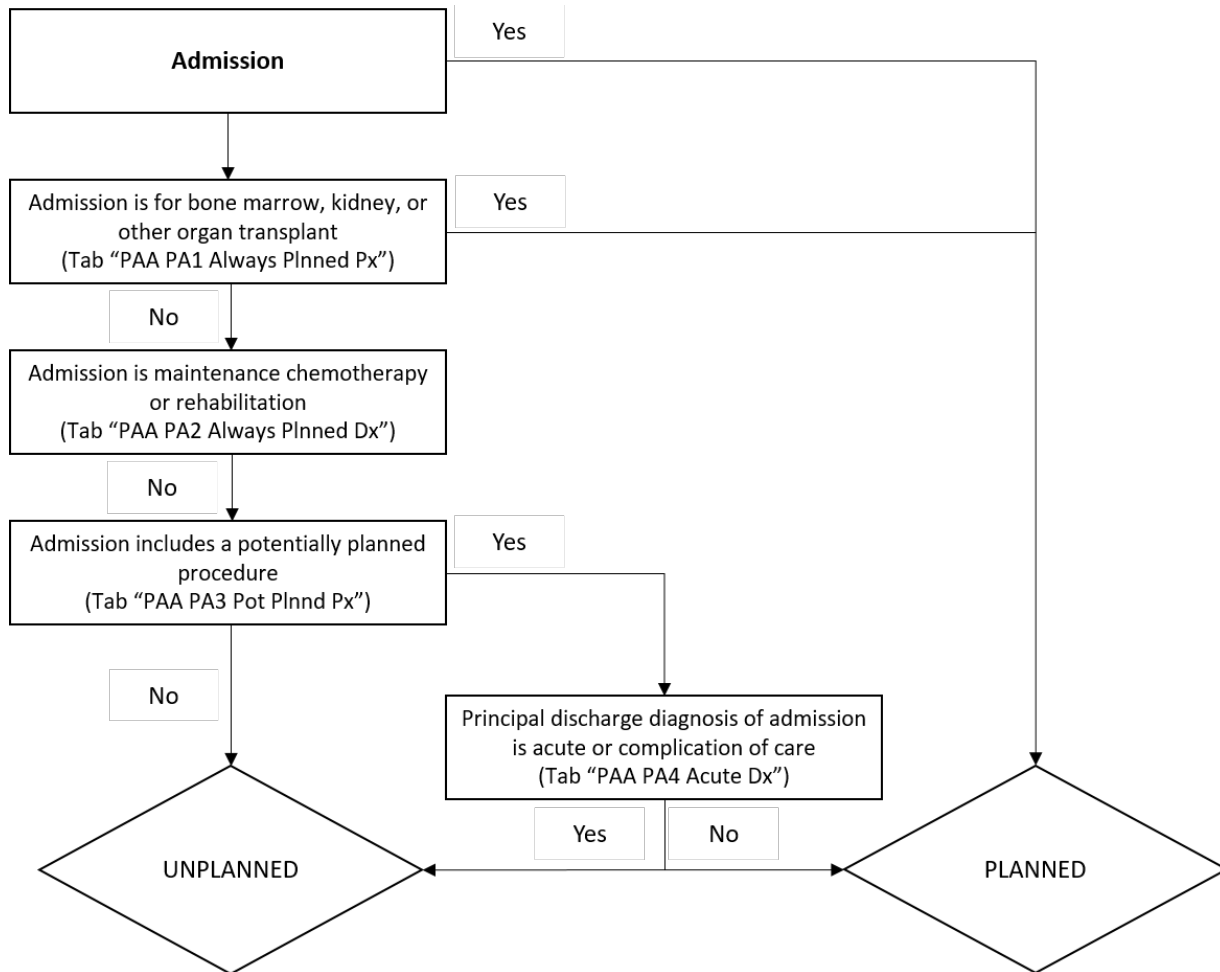 Yes
Admission
Admission is for bone marrow, kidney, or
other organ transplant
(Tab “PAA PA1 Always Plnned Px”)
Yes
No
Admission is maintenance chemotherapy
or rehabilitation
(Tab “PAA PA2 Always Plnned Dx”)
No
Admission includes a potentially planned
procedure
(Tab “PAA PA3 Pot Plnnd Px”)
Yes
No
Principal discharge diagnosis of admission
is acute or complication of care
(Tab “PAA PA4 Acute Dx”)
Yes
No
UNPLANNED
PLANNED